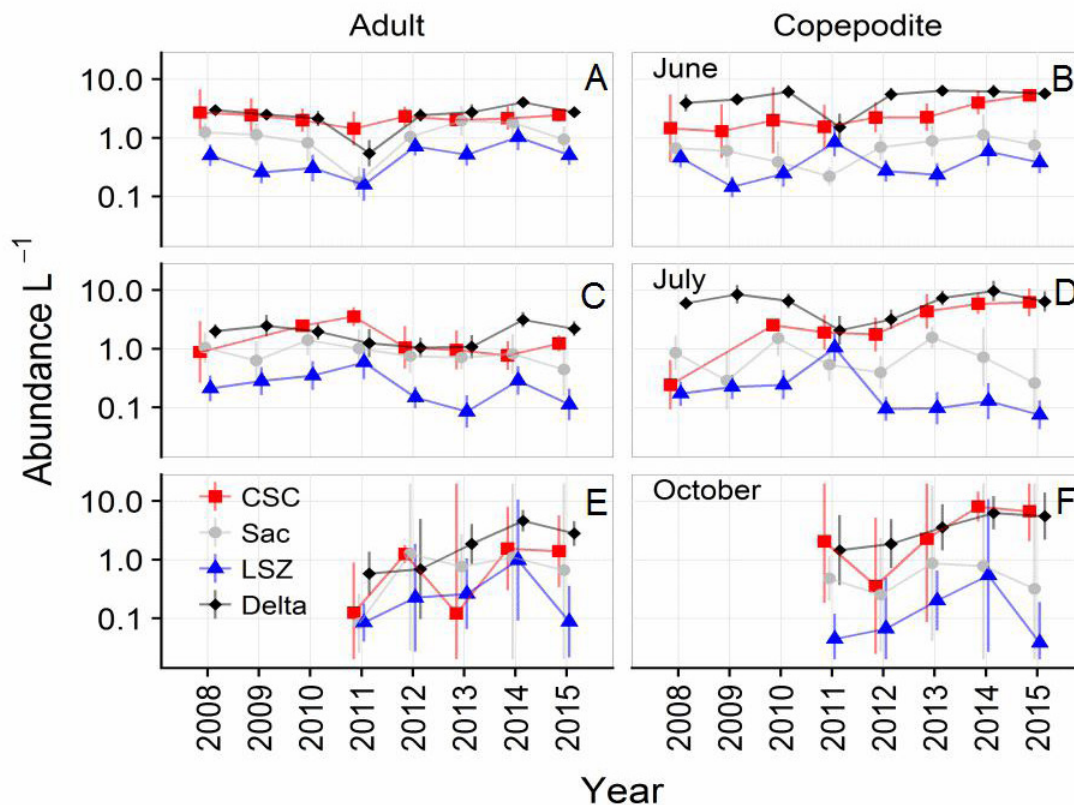 Adult
Copepodite
A
June
B
10.0
1.0
0.1
C
July
D
10.0
1.0
0.1
E
October
F
10.0
1.0
0.1
CSC
Sac
LSZ
Delta
Abundance L⁻¹
2008 2009 2010 2011 2012 2013 2014 2015
2008 2009 2010 2011 2012 2013 2014 2015
Year